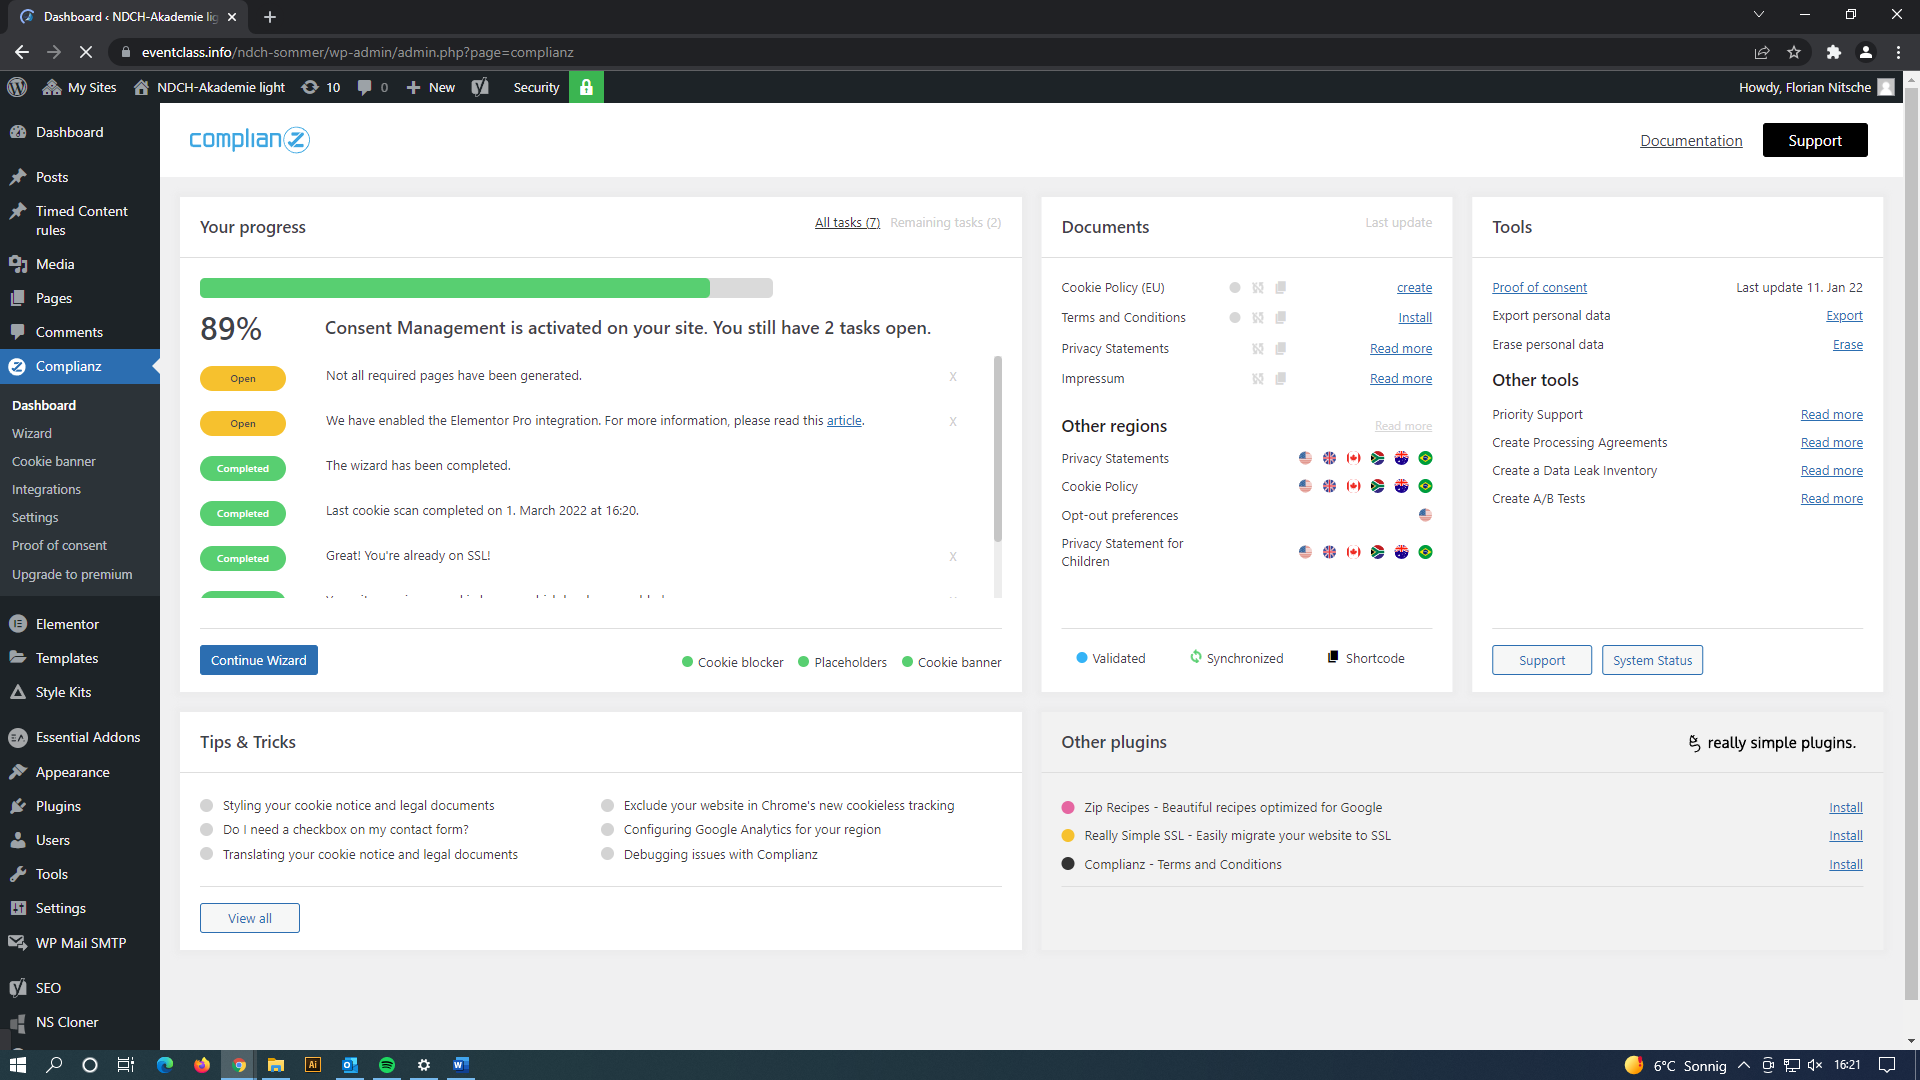 Dashboard ‹ NDCH-Akademie lig
eventclass.info/ndch-sommer/wp-admin/admin.php?page=complianz
My Sites
NDCH-Akademie light
10
0
New
Security
Howdy, Florian Nitsche
Dashboard
Posts
Timed Content rules
Media
Pages
Comments
Complianz
Dashboard
Wizard
Cookie banner
Integrations
Settings
Proof of consent
Upgrade to premium
Elementor
Templates
Style Kits
Essential Addons
Appearance
Plugins
Users
Tools
Settings
WP Mail SMTP
SEO
NS Cloner
complianz
Documentation
Support
Your progress
All tasks (7)
Remaining tasks (2)
89%
Consent Management is activated on your site. You still have 2 tasks open.
Open
Not all required pages have been generated.
X
Open
We have enabled the Elementor Pro integration. For more information, please read this article.
X
Completed
The wizard has been completed.
Completed
Last cookie scan completed on 1. March 2022 at 16:20.
Completed
Great! You're already on SSL!
X
Continue Wizard
Cookie blocker
Placeholders
Cookie banner
Documents
Last update
Cookie Policy (EU)
create
Terms and Conditions
Install
Privacy Statements
Read more
Impressum
Read more
Other regions
Read more
Privacy Statements
Cookie Policy
Opt-out preferences
Privacy Statement for
Children
Validated
Synchronized
Shortcode
Tools
Proof of consent
Last update 11. Jan 22
Export personal data
Export
Erase personal data
Erase
Other tools
Priority Support
Read more
Create Processing Agreements
Read more
Create a Data Leak Inventory
Read more
Create A/B Tests
Read more
Support
System Status
Tips & Tricks
Styling your cookie notice and legal documents
Do I need a checkbox on my contact form?
Translating your cookie notice and legal documents
Exclude your website in Chrome's new cookieless tracking
Configuring Google Analytics for your region
Debugging issues with Complianz
View all
Other plugins
really simple plugins.
Zip Recipes - Beautiful recipes optimized for Google
Install
Really Simple SSL - Easily migrate your website to SSL
Install
Complianz - Terms and Conditions
Install
Ai
6°C Sonnig
16:21